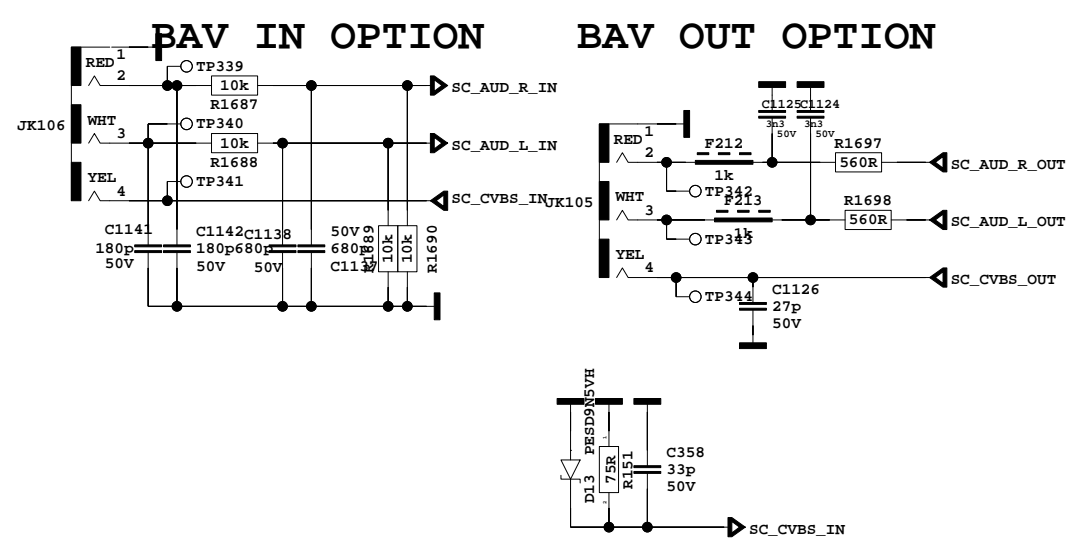 BAV IN OPTION
BAV OUT OPTION
JK106
RED
1
2
WHT
3
YEL
4
TP339
10k
R1687
SC_AUD_R_IN
TP340
10k
R1688
SC_AUD_L_IN
TP341
SC_CVBS_IN
C1141
180p
50V
C1142
180p
50V
C1138
680p
50V
50V
680p
C1137
R1689
10k
10k
R1690
JK105
RED
1
2
WHT
3
YEL
4
F212
1k
TP342
F213
1k
TP343
TP344
C1125
3n3
50V
C1124
3n3
50V
R1697
560R
SC_AUD_R_OUT
R1698
560R
SC_AUD_L_OUT
SC_CVBS_OUT
C1126
27p
50V
PESD9N5VH
D13
1
75R
2
R151
C358
33p
50V
SC_CVBS_IN